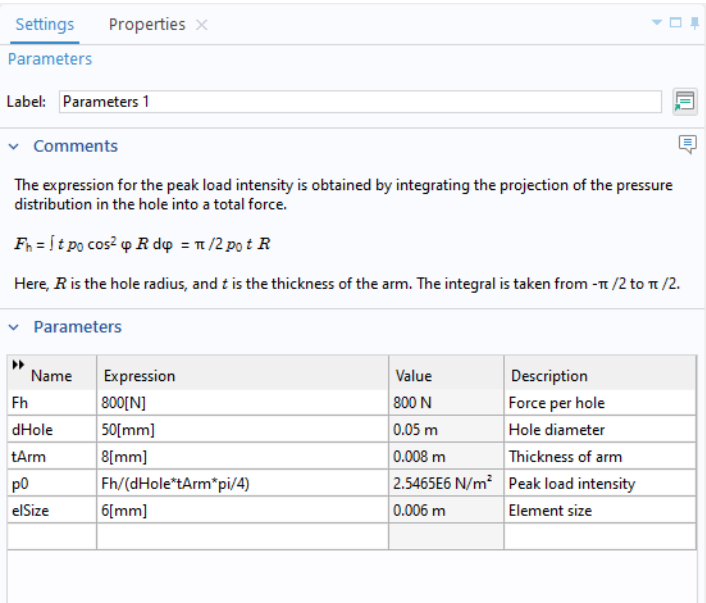 Settings Properties ×
Parameters
Label: Parameters 1
Comments
The expression for the peak load intensity is obtained by integrating the projection of the pressure
distribution in the hole into a total force.
Fh = ∫ t p0 cos² φ R dφ = π /2 p0 t R
Here, R is the hole radius, and t is the thickness of the arm. The integral is taken from -π /2 to π /2.
Parameters
Name Expression Value Description
Fh 800[N] 800 N Force per hole
dHole 50[mm] 0.05 m Hole diameter
tArm 8[mm] 0.008 m Thickness of arm
p0 Fh/(dHole*tArm*pi/4) 2.5465E6 N/m² Peak load intensity
elSize 6[mm] 0.006 m Element size